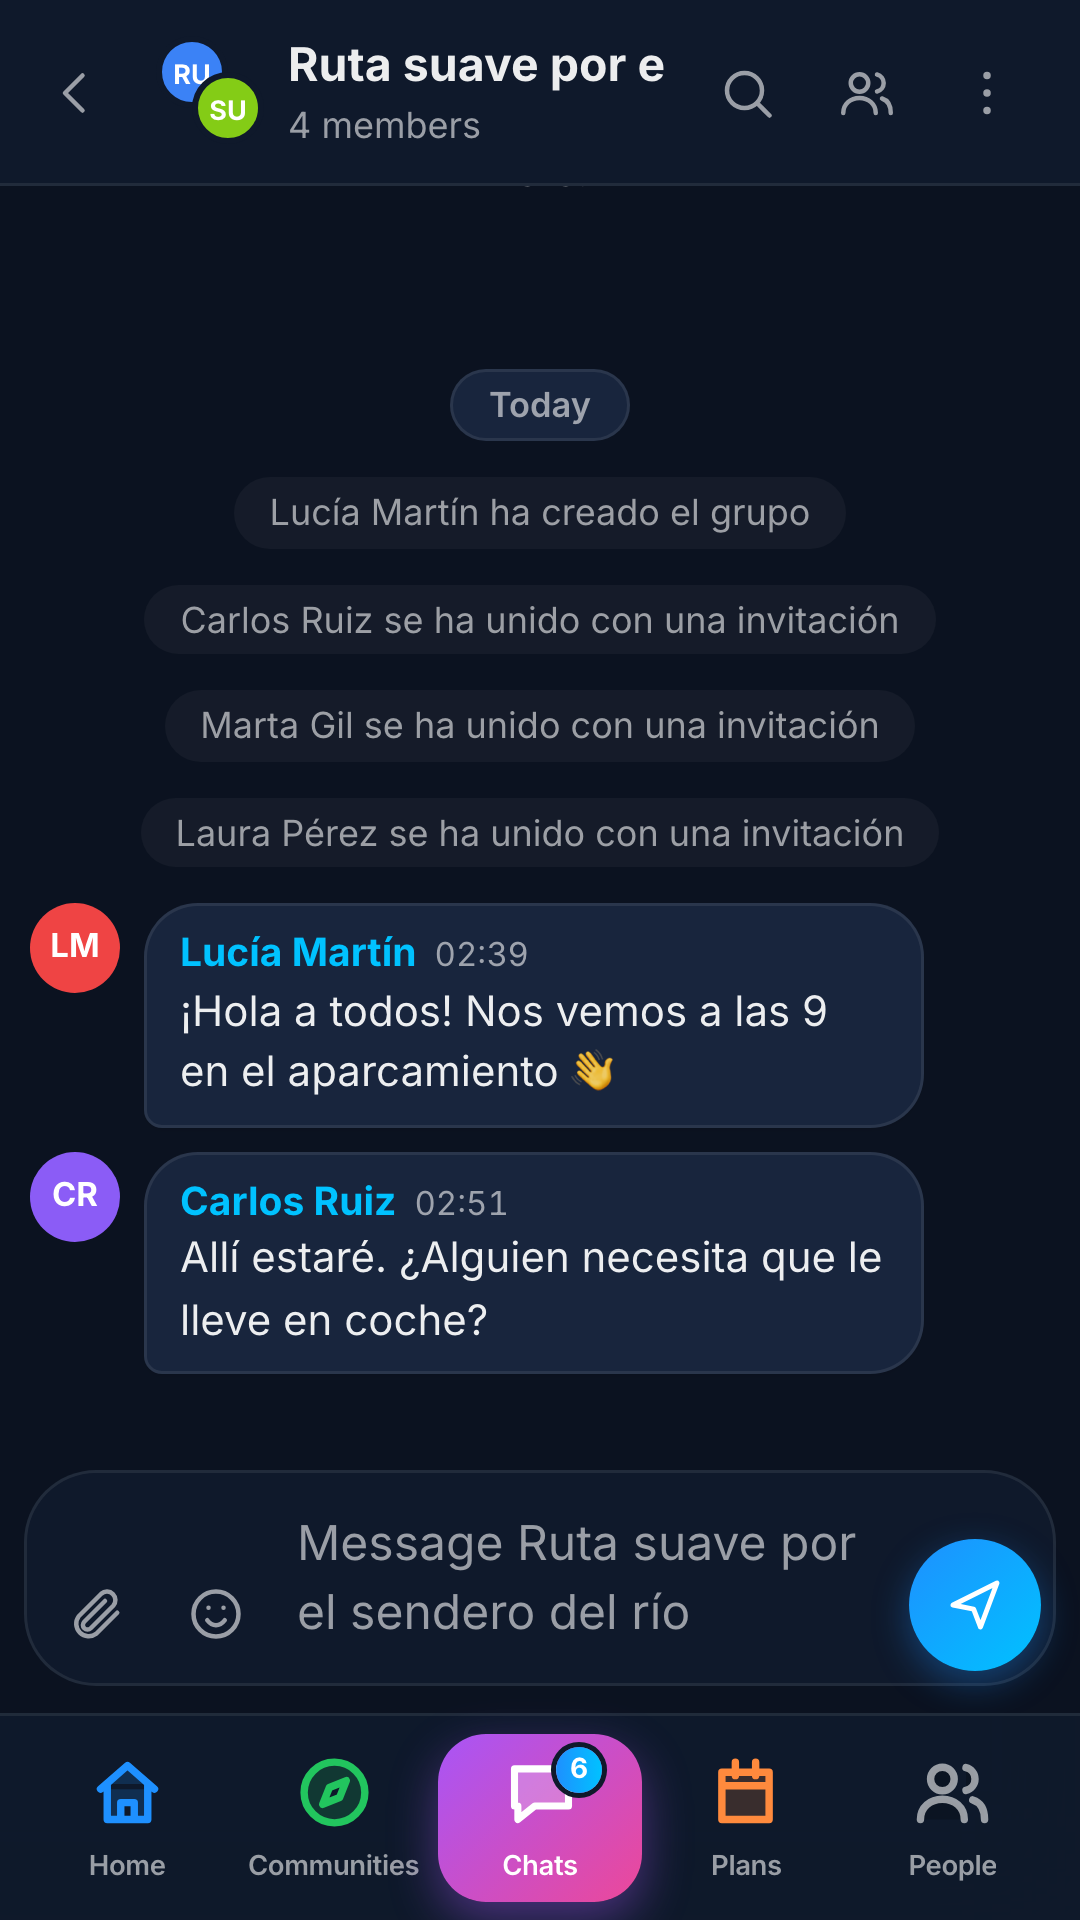 RU
SU
Ruta suave por e
4 members
Today
Lucía Martín ha creado el grupo
Carlos Ruiz se ha unido con una invitación
Marta Gil se ha unido con una invitación
Laura Pérez se ha unido con una invitación
LM
Lucía Martín 02:39
¡Hola a todos! Nos vemos a las 9
en el aparcamiento 👋
CR
Carlos Ruiz 02:51
Allí estaré. ¿Alguien necesita que le
lleve en coche?
Message Ruta suave por
el sendero del río
6
Home
Communities
Chats
Plans
People